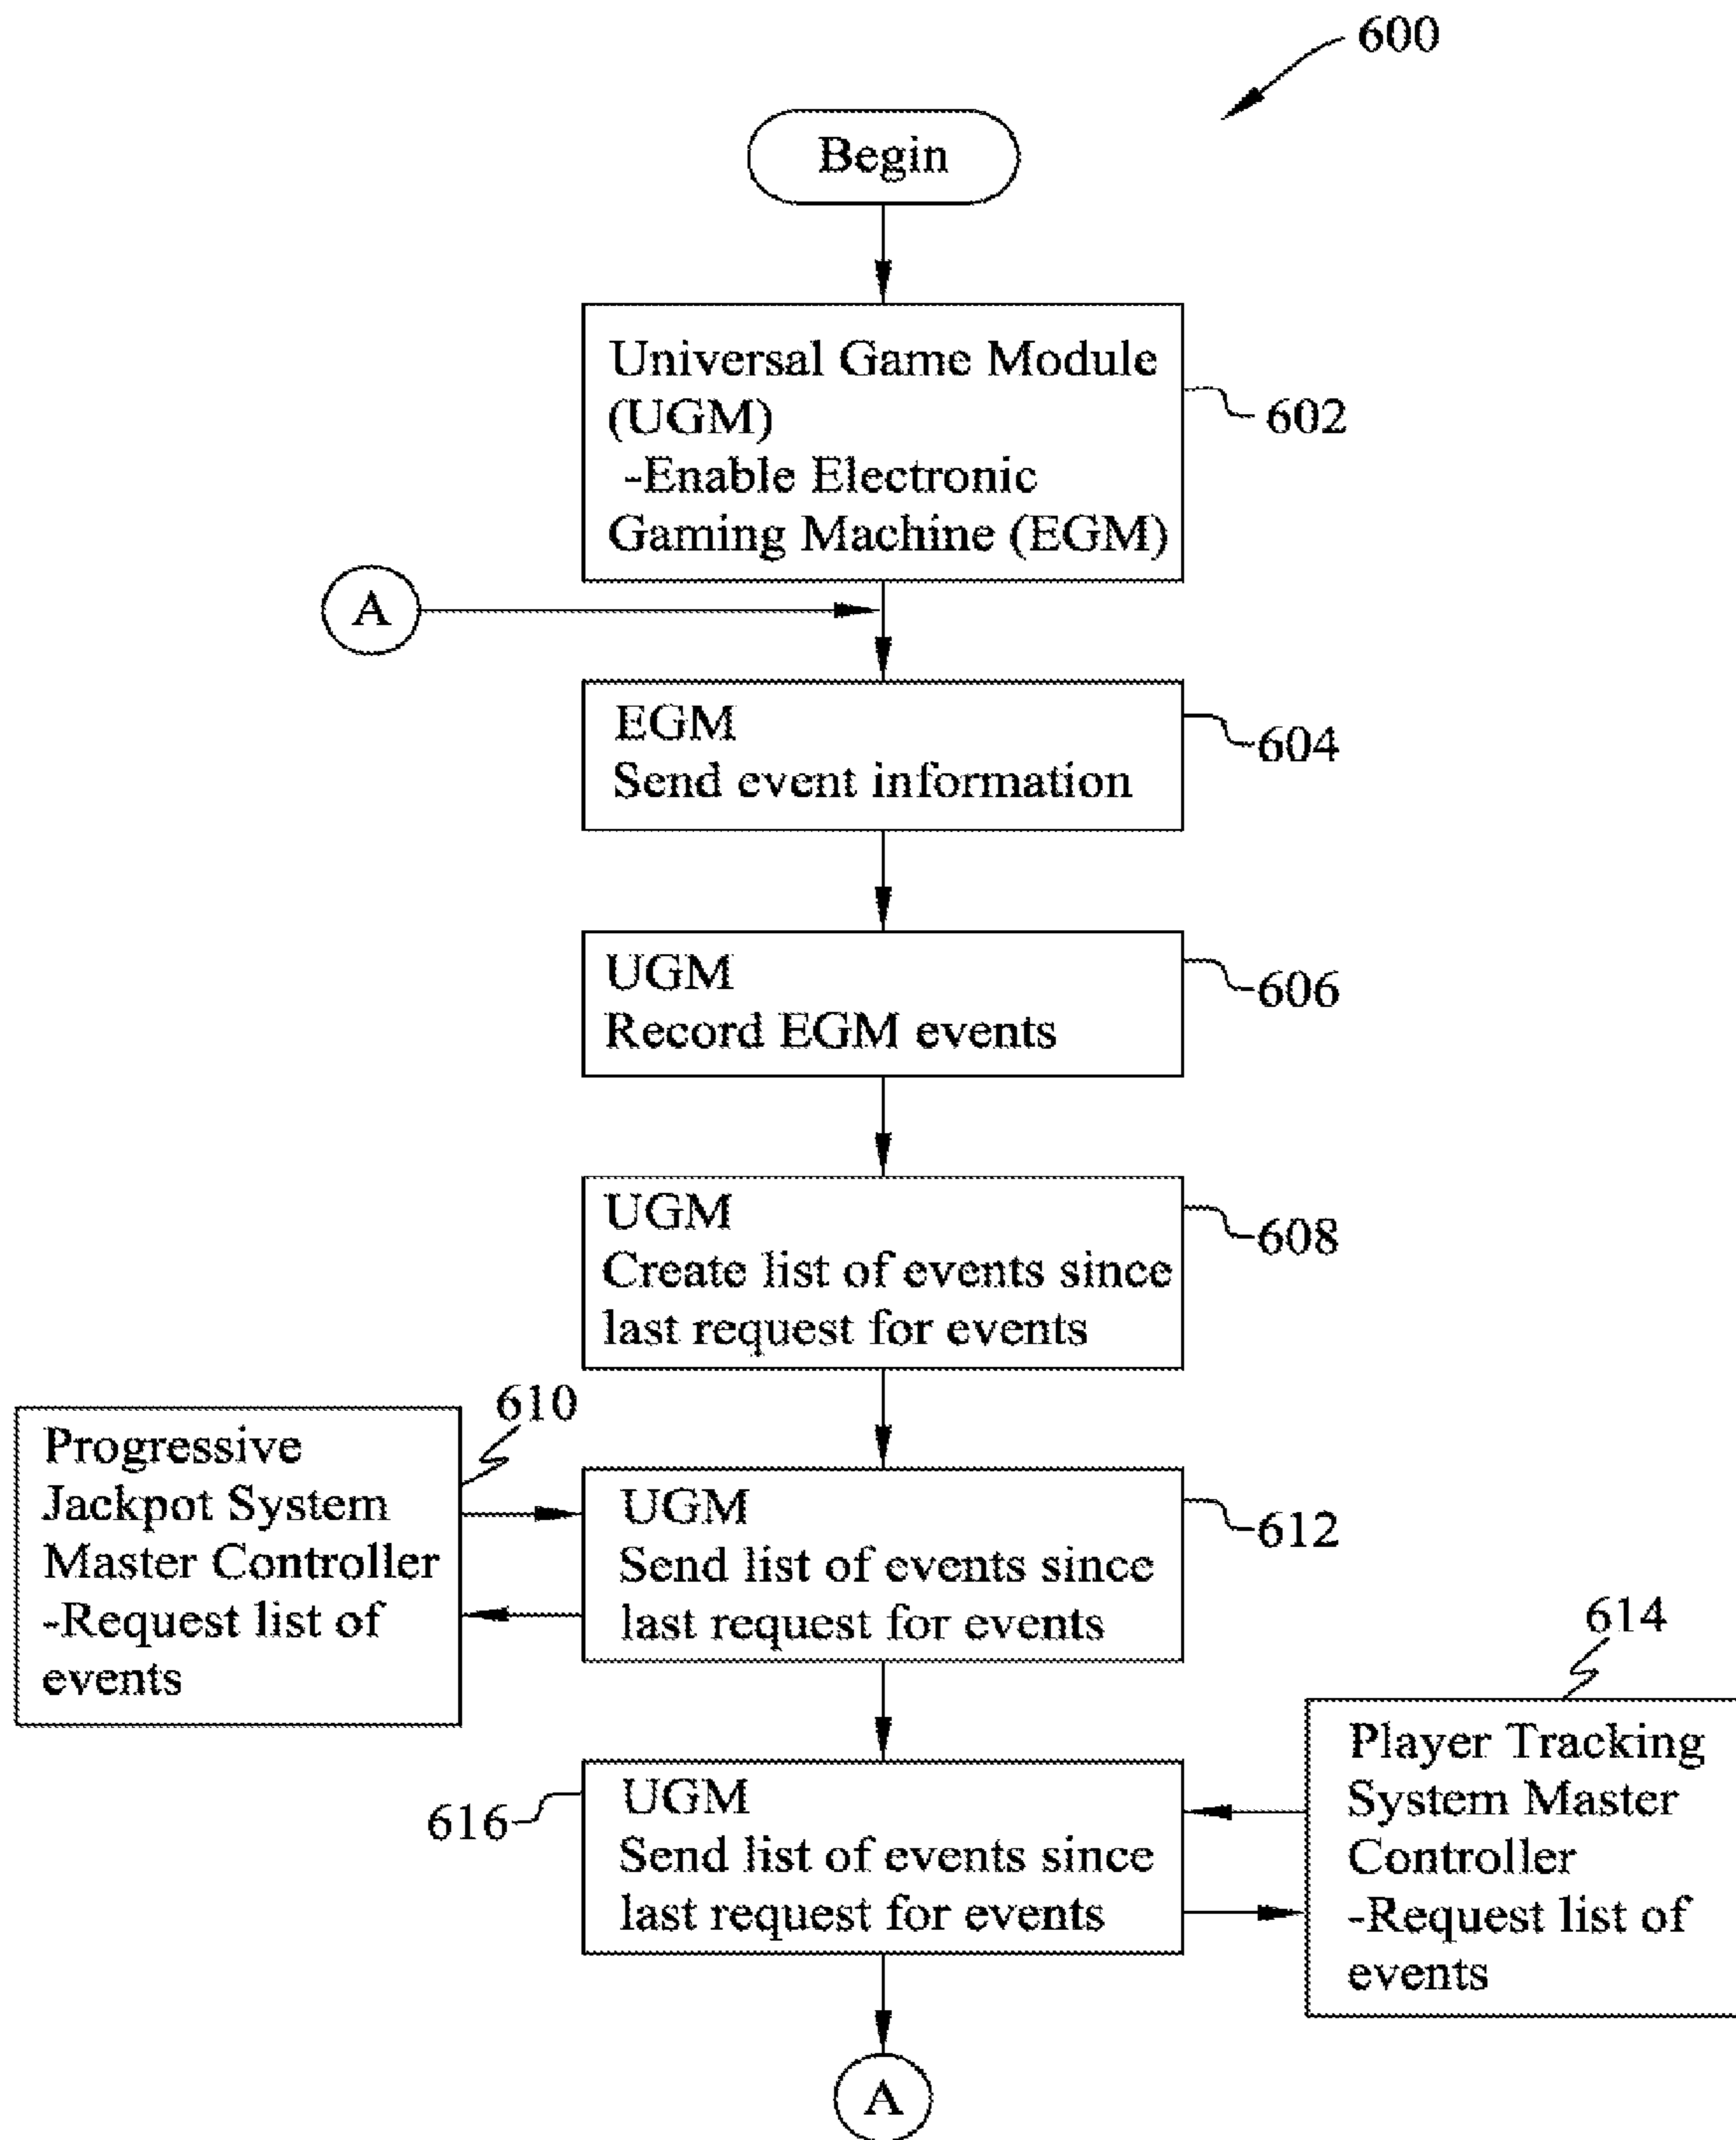 600
Begin
Universal Game Module
(UGM)
-Enable Electronic
Gaming Machine (EGM)
602
A
EGM
Send event information
604
UGM
Record EGM events
606
UGM
Create list of events since
last request for events
608
610
Progressive
Jackpot System
Master Controller
-Request list of
events
UGM
Send list of events since
last request for events
612
614
Player Tracking
System Master
Controller
-Request list of
events
UGM
Send list of events since
last request for events
616
A